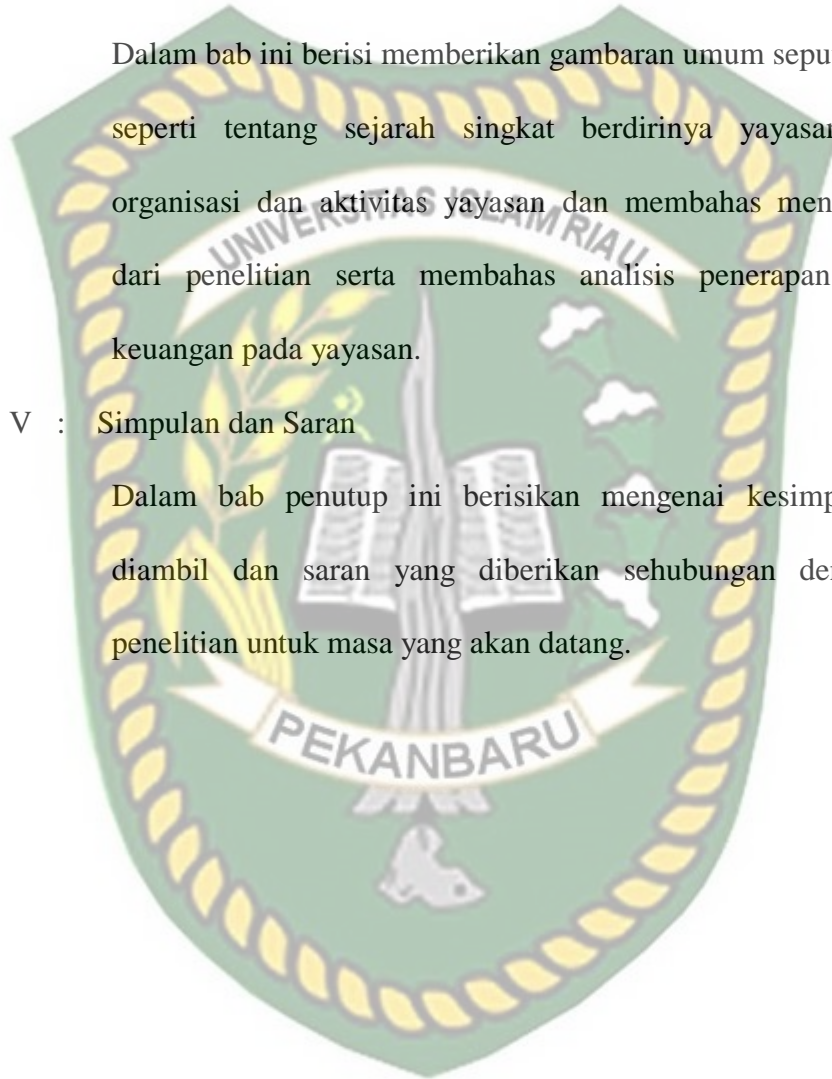 Dalam bab ini berisi memberikan gambaran umum sepu
seperti tentang sejarah singkat berdirinya yayasan
organisasi dan aktivitas yayasan dan membahas men
UNIVERSITAS ISLAM RIAU
dari penelitian serta membahas analisis penerapan
keuangan pada yayasan.
V : Simpulan dan Saran
Dalam bab penutup ini berisikan mengenai kesimp
diambil dan saran yang diberikan sehubungan de
penelitian untuk masa yang akan datang.
PEKANBARU